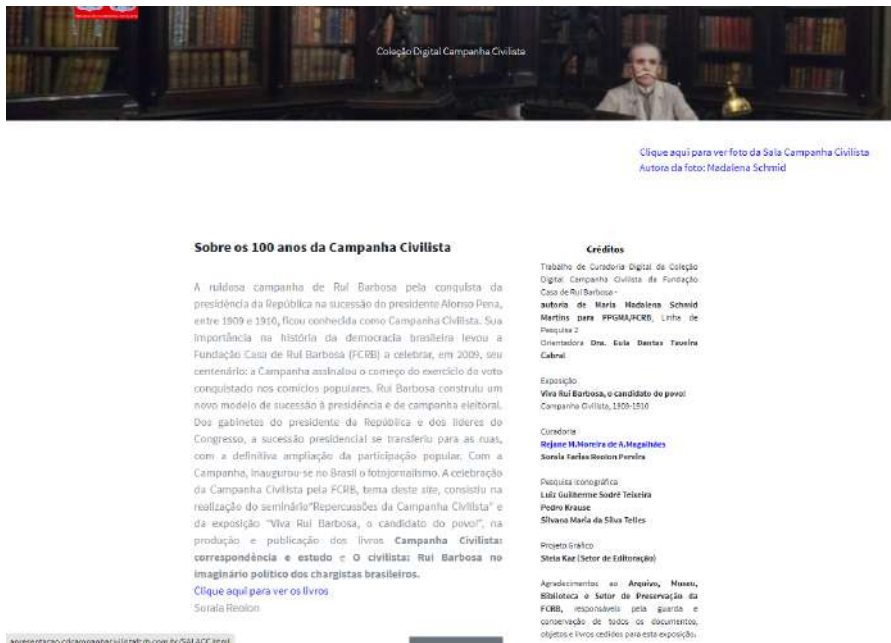 Coleção Digital Campanha Civilista
Clique aqui para ver foto da Sala Campanha Civilista
Autora da foto: Madalena Schmid
Sobre os 100 anos da Campanha Civilista
A ruidosa campanha de Rui Barbosa pela conquista da
presidência da República na sucessão do presidente Afonso Pena,
entre 1909 e 1910, ficou conhecida como Campanha Civilista. Sua
importância na história da democracia brasileira levou a
Fundação Casa de Rui Barbosa (FCRB) a celebrar, em 2009, seu
centenário: a Campanha assinalou o começo do exercício do voto
conquistado nos comícios populares. Rui Barbosa construiu um
novo modelo de sucessão à presidência e de campanha eleitoral.
Dos gabinetes do presidente da República e dos líderes do
Congresso, a sucessão presidencial se transferiu para as ruas,
com a definitiva ampliação da participação popular. Com a
Campanha, inaugurou-se no Brasil o fotojornalismo. A celebração
da Campanha Civilista pela FCRB, tema deste site, consistiu na
realização do seminário"Repercussões da Campanha Civilista" e
da exposição "Viva Rui Barbosa, o candidato do povo!", na
produção e publicação dos livros Campanha Civilista:
correspondência e estudo e O civilista: Rui Barbosa no
imaginário político dos chargistas brasileiros.
Clique aqui para ver os livros
Soraia Reolon
Créditos
Trabalho de Curadoria Digital da Coleção
Digital Campanha Civilista da Fundação
Casa de Rui Barbosa -
autoria de Maria Madalena Schmid
Martins para PPGMA/FCRB, Linha de
Pesquisa 2
Orientadora Dra. Eula Dantas Taveira
Cabral
Exposição
Viva Rui Barbosa, o candidato do povo!
Campanha Civilista, 1909-1910
Curadoria
Rejane M.Moreira de A.Magalhães
Soraia Farias Reolon Pereira
Pesquisa Iconográfica
Luiz Guilherme Sodré Teixeira
Pedro Krause
Silvana Maria da Silva Telles
Projeto Gráfico
Stela Kaz (Setor de Editoração)
Agradecimentos ao Arquivo, Museu,
Biblioteca e Setor de Preservação da
FCRB, responsáveis pela guarda e
conservação de todos os documentos,
objetos e livros cedidos para esta exposição.